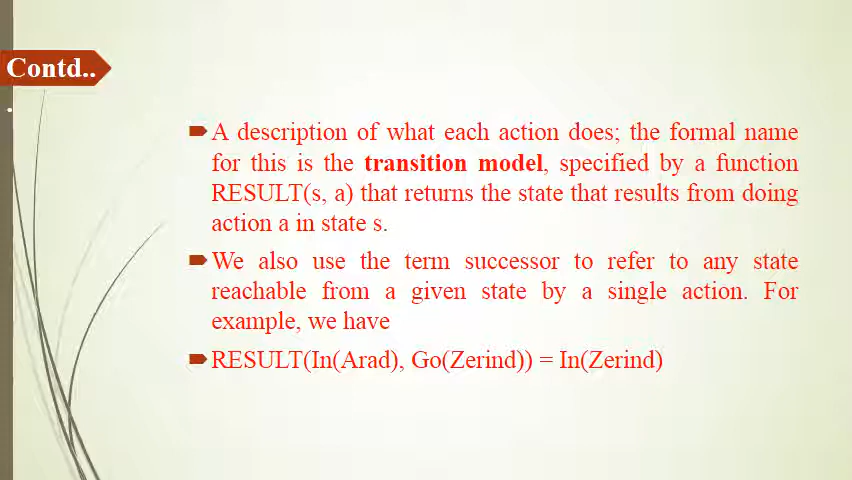 Contd..
.
A description of what each action does; the formal name
for this is the transition model, specified by a function
RESULT(s, a) that returns the state that results from doing
action a in state s.
We also use the term successor to refer to any state
reachable from a given state by a single action. For
example, we have
RESULT(In(Arad), Go(Zerind)) = In(Zerind)